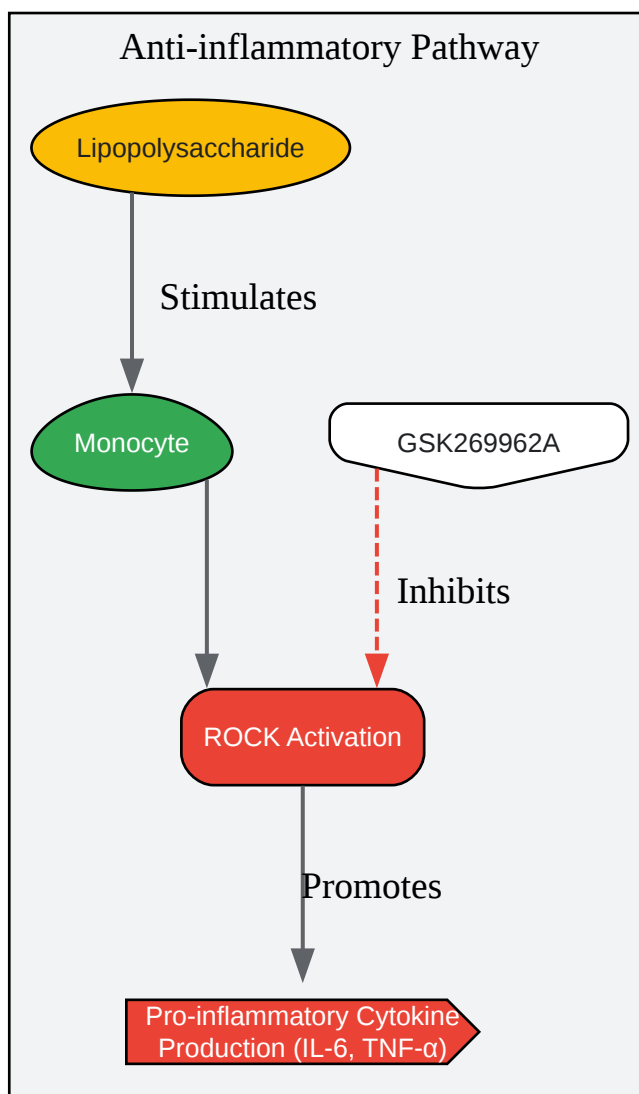 Anti-inflammatory Pathway
Lipopolysaccharide
Stimulates
Monocyte
GSK269962A
Inhibits
ROCK Activation
Promotes
Pro-inflammatory Cytokine
Production (IL-6, TNF-α)